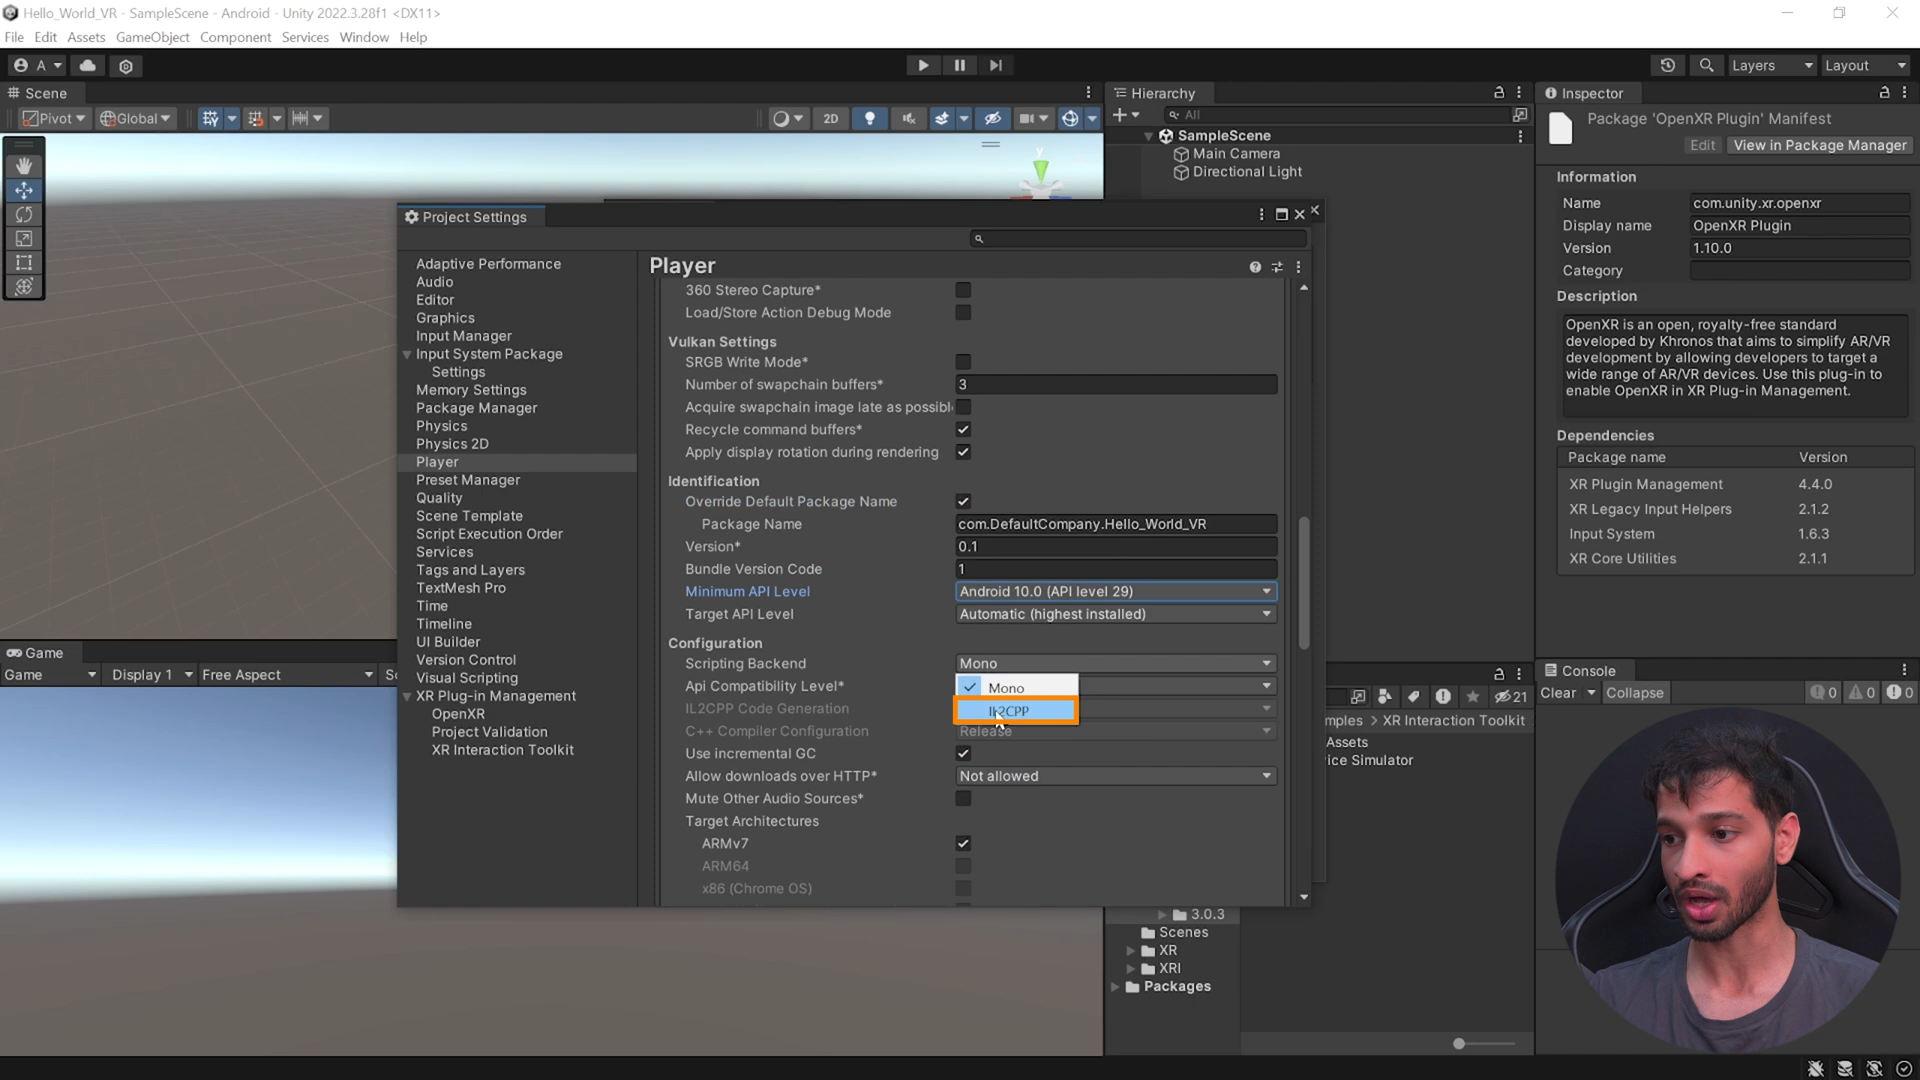 Hello_World_VR - SampleScene - Android - Unity 2022.3.28f1 <DX11>
File Edit Assets GameObject Component Services Window Help
A
Layers Layout
Scene
Pivot Global
2D
Y
Hierarchy
All
SampleScene
Main Camera
Directional Light
Inspector
Package 'OpenXR Plugin' Manifest
Edit View in Package Manager
Information
Name com.unity.xr.openxr
Display name OpenXR Plugin
Version 1.10.0
Category
Description
OpenXR is an open, royalty-free standard
developed by Khronos that aims to simplify AR/VR
development by allowing developers to target a
wide range of AR/VR devices. Use this plug-in to
enable OpenXR in XR Plug-in Management.
Dependencies
Package name Version
XR Plugin Management 4.4.0
XR Legacy Input Helpers 2.1.2
Input System 1.6.3
XR Core Utilities 2.1.1
Project Settings
Adaptive Performance
Audio
Editor
Graphics
Input Manager
Input System Package
Settings
Memory Settings
Package Manager
Physics
Physics 2D
Player
Preset Manager
Quality
Scene Template
Script Execution Order
Services
Tags and Layers
TextMesh Pro
Time
Timeline
UI Builder
Version Control
Visual Scripting
XR Plug-in Management
OpenXR
Project Validation
XR Interaction Toolkit
Player
360 Stereo Capture*
Load/Store Action Debug Mode
Vulkan Settings
SRGB Write Mode*
Number of swapchain buffers* 3
Acquire swapchain image late as possibl
Recycle command buffers*
Apply display rotation during rendering
Identification
Override Default Package Name
Package Name com.DefaultCompany.Hello_World_VR
Version* 0.1
Bundle Version Code 1
Minimum API Level Android 10.0 (API level 29)
Target API Level Automatic (highest installed)
Configuration
Scripting Backend Mono
Api Compatibility Level* Mono
IL2CPP Code Generation IL2CPP
C++ Compiler Configuration Release
Use incremental GC
Allow downloads over HTTP* Not allowed
Mute Other Audio Sources*
Target Architectures
ARMv7
ARM64
x86 (Chrome OS)
Game
Game Display 1 Free Aspect Sc
21
mples > XR Interaction Toolkit
Assets
ice Simulator
3.0.3
Scenes
XR
XRI
Packages
Console
Clear Collapse 0 0 0